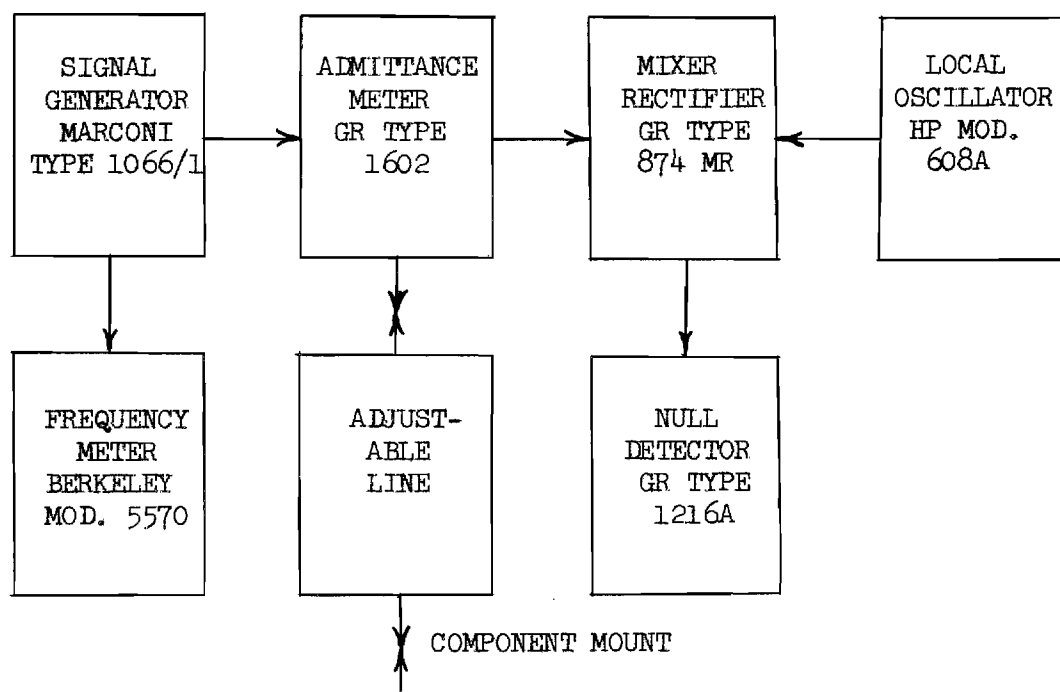 SIGNAL
GENERATOR
MARCONI
TYPE 1066/1
ADMITTANCE
METER
GR TYPE
1602
MIXER
RECTIFIER
GR TYPE
874 MR
LOCAL
OSCILLATOR
HP MOD.
608A
FREQUENCY
METER
BERKELEY
MOD. 5570
ADJUST-
ABLE
LINE
NULL
DETECTOR
GR TYPE
1216A
COMPONENT MOUNT